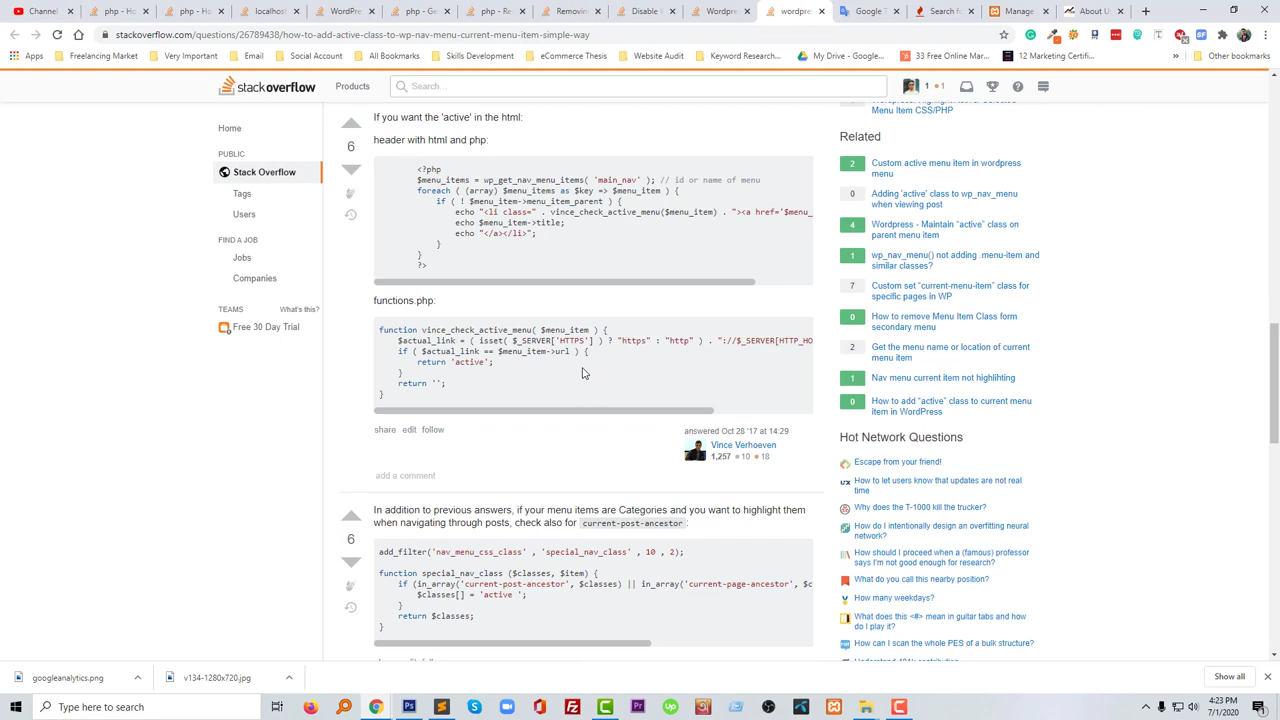 Channel
WordPr
php - Ge
php - Re
Removin
Disable
Wordpre
wordpre
Googl
About U
stackoverflow.com/questions/26789438/how-to-add-active-class-to-wp-nav-menu-current-menu-item-simple-way
Apps
Freelancing Market
Very Important
Email
Social Account
All Bookmarks
Skills Development
Website Audit
Keyword Research...
My Drive - Google...
33 Free Online Mar...
12 Marketing Certifi...
»
Other bookmarks
stackoverflow
Products
Search...
1 1
Home
PUBLIC
Stack Overflow
Tags
Users
FIND A JOB
Jobs
Companies
TEAMS What's this?
Free 30 Day Trial
If you want the 'active' in the html:
header with html and php:
6
<?php
$menu_items = wp_get_nav_menu_items( 'main_nav' ); // id or name of menu
foreach ( (array) $menu_items as $key => $menu_item ) {
if ( ! $menu_item->menu_item_parent ) {
echo "<li class=" . vince_check_active_menu($menu_item) . "><a href='$menu_
echo $menu_item->title;
echo "</a></li>";
}
}
?>
functions.php:
function vince_check_active_menu( $menu_item ) {
$actual_link = ( isset( $_SERVER['HTTPS'] ) ? "https" : "http" ) . "://$_SERVER[HTTP_HO
if ( $actual_link == $menu_item->url ) {
return 'active';
}
return '';
}
share edit follow
answered Oct 28 '17 at 14:29
Vince Verhoeven
1,257 10 18
add a comment
In addition to previous answers, if your menu items are Categories and you want to highlight them
when navigating through posts, check also for current-post-ancestor:
6
add_filter('nav_menu_css_class' , 'special_nav_class' , 10 , 2);
function special_nav_class ($classes, $item) {
if (in_array('current-post-ancestor', $classes) || in_array('current-page-ancestor', $c
$classes[] = 'active ';
}
return $classes;
}
Menu Item CSS/PHP
Related
2 Custom active menu item in wordpress
menu
0 Adding 'active' class to wp_nav_menu
when viewing post
4 Wordpress - Maintain “active” class on
parent menu item
1 wp_nav_menu() not adding .menu-item and
similar classes?
7 Custom set “current-menu-item” class for
specific pages in WP
0 How to remove Menu Item Class form
secondary menu
2 Get the menu name or location of current
menu item
1 Nav menu current item not highlihting
0 How to add “active” class to current menu
item in WordPress
Hot Network Questions
Escape from your friend!
How to let users know that updates are not real
time
Why does the T-1000 kill the trucker?
How do I intentionally design an overfitting neural
network?
How should I proceed when a (famous) professor
says I'm not good enough for research?
What do you call this nearby position?
How many weekdays?
What does this <#> mean in guitar tabs and how
do I play it?
How can I scan the whole PES of a bulk structure?
googleanalytics.png
134-1280x720.jpg
Show all
Type here to search
4:23 PM
7/1/2020